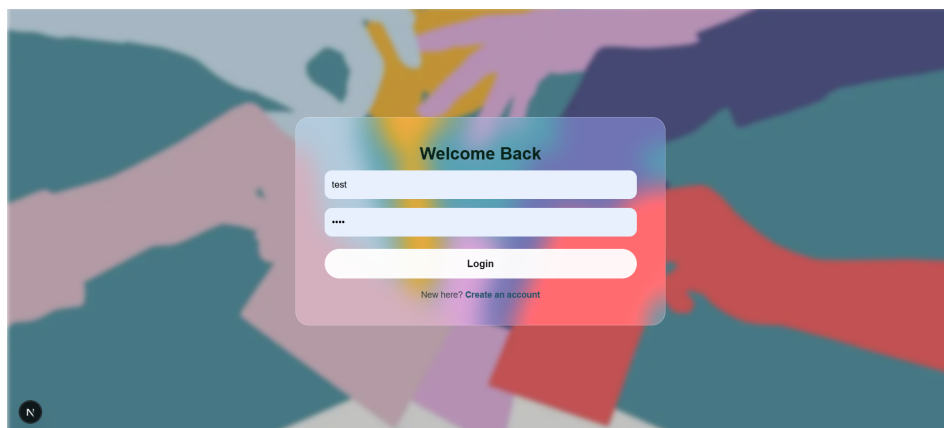 Welcome Back
test
••••
Login
New here? Create an account
N